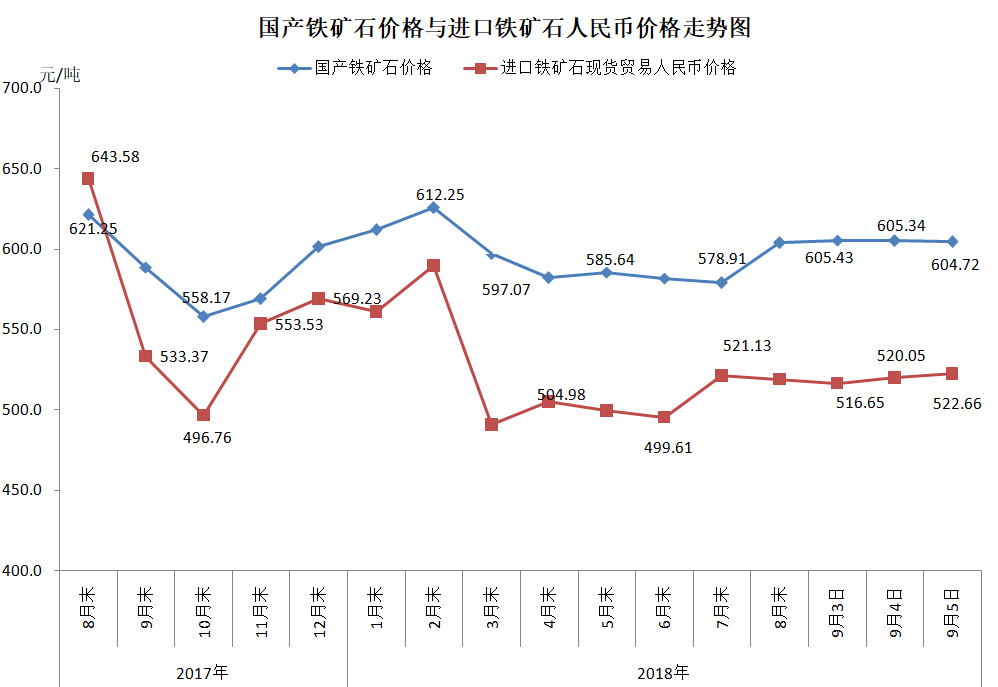 国产铁矿石价格与进口铁矿石人民币价格走势图
国产铁矿石价格
进口铁矿石现货贸易人民币价格
元/吨
700.0
650.0
600.0
550.0
500.0
450.0
400.0
643.58
621.25
533.37
558.17
496.76
553.53
569.23
612.25
597.07
504.98
585.64
499.61
578.91
521.13
605.43
516.65
605.34
520.05
604.72
522.66
8月末
9月末
10月末
11月末
12月末
1月末
2月末
3月末
4月末
5月末
6月末
7月末
8月末
9月3日
9月4日
9月5日
2017年
2018年